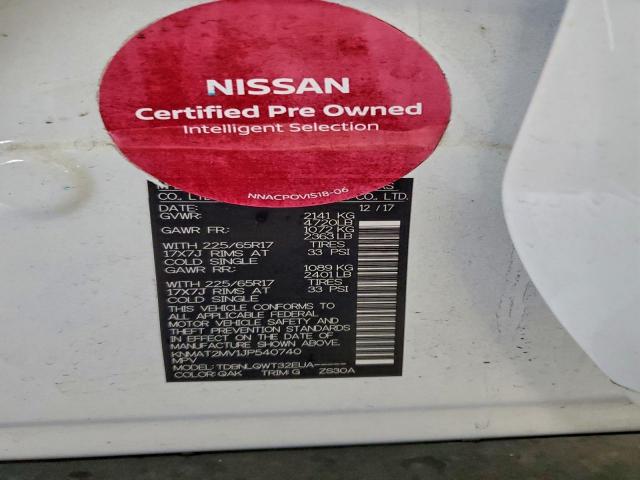 NISSAN
Certified Pre Owned
Intelligent Selection
NNACPOVIS18-06
CO., LTD. CO., LTD.
DATE: 12/17
GVWR: 2141 KG
4720LB
GAWR FR: 1072 KG
2363 LB
WITH 225/65R17 TIRES
17X7J RIMS AT 33 PSI
COLD SINGLE
GAWR RR: 1089 KG
2401 LB
WITH 225/65R17 TIRES
17X7J RIMS AT 33 PSI
COLD SINGLE
THIS VEHICLE CONFORMS TO
ALL APPLICABLE FEDERAL
MOTOR VEHICLE SAFETY AND
THEFT PREVENTION STANDARDS
IN EFFECT ON THE DATE OF
MANUFACTURE SHOWN ABOVE.
KNMAT2MV1JP540740
MPV
MODEL: TDBNLQWT32EUA-----
COLOR: QAK TRIM: G ZS30A